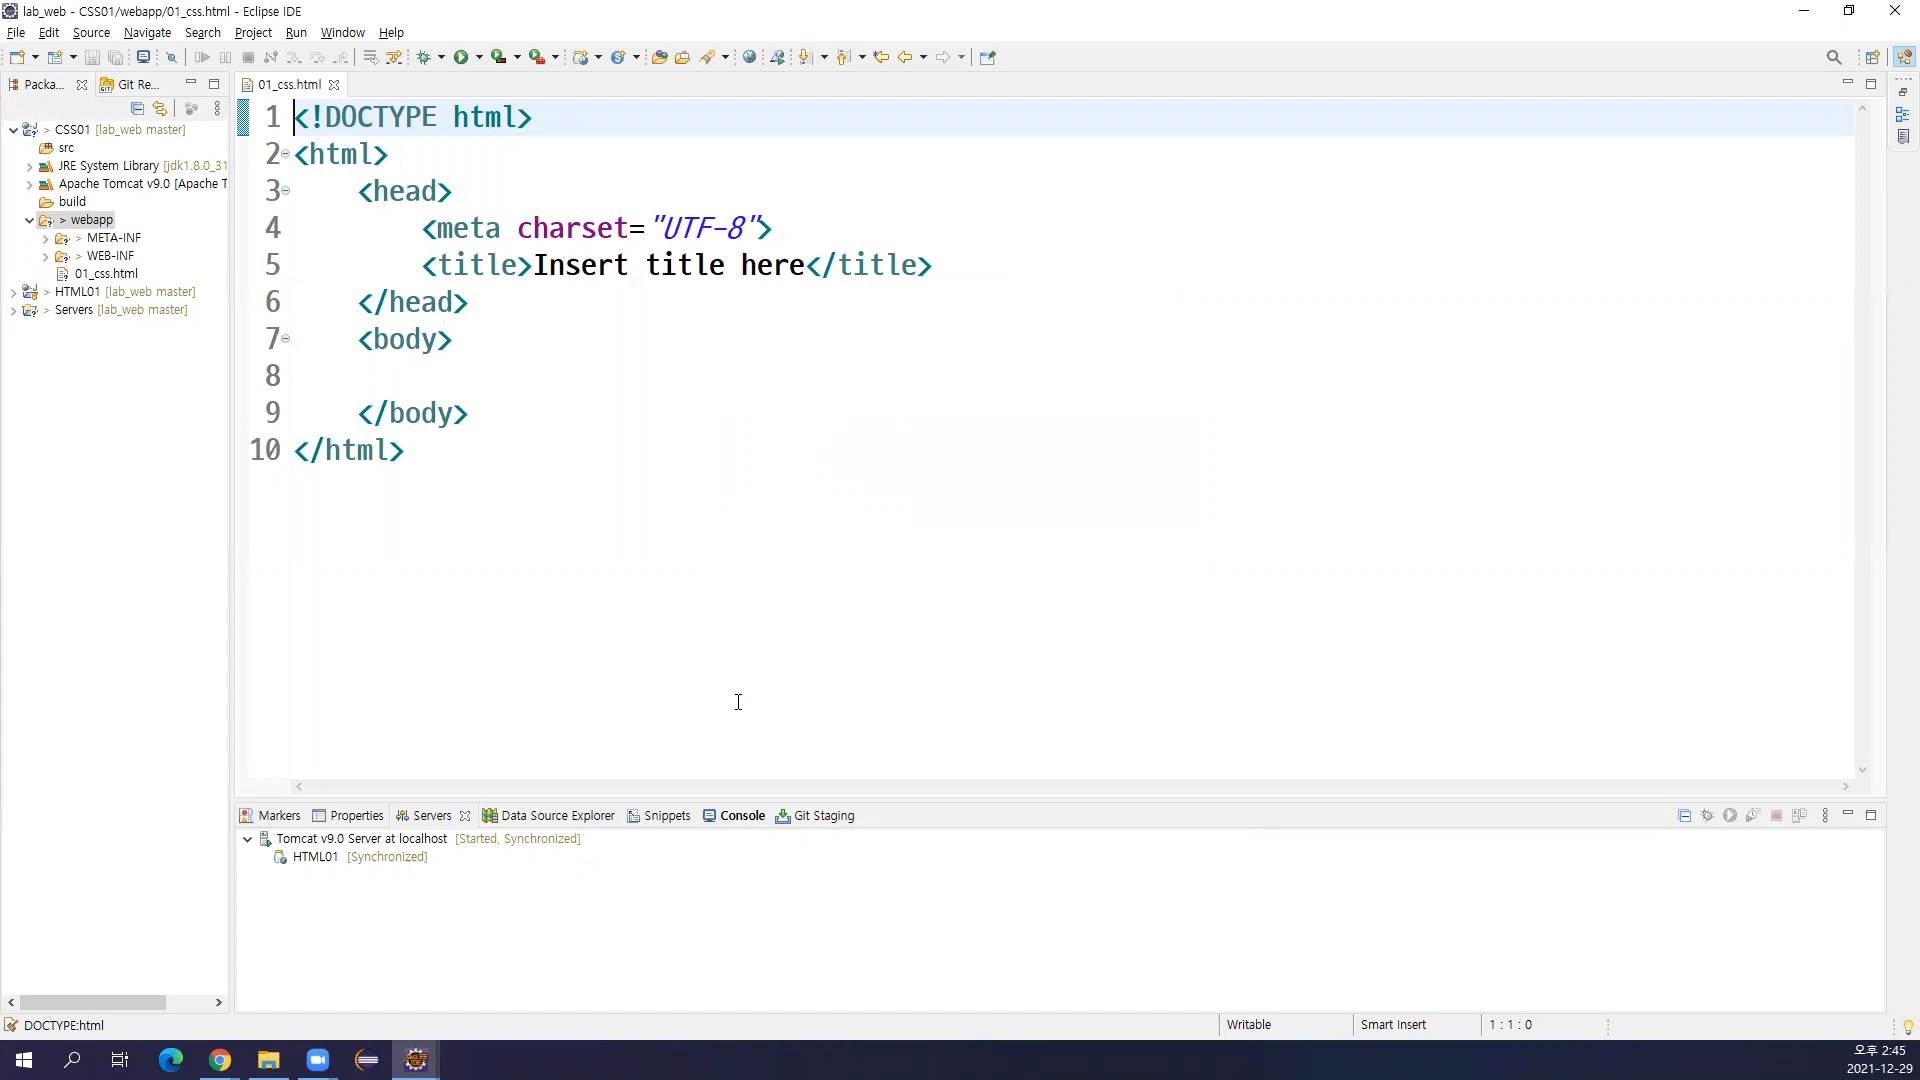 lab_web - CSS01/webapp/01_css.html - Eclipse IDE
File Edit Source Navigate Search Project Run Window Help
Packa... Git Re...
CSS01 [lab_web master]
src
JRE System Library [jdk1.8.0_31
Apache Tomcat v9.0 [Apache T
build
> webapp
> META-INF
> WEB-INF
01_css.html
> HTML01 [lab_web master]
> Servers [lab_web master]
01_css.html
1 <!DOCTYPE html>
2 <html>
3 <head>
4 <meta charset="UTF-8">
5 <title>Insert title here</title>
6 </head>
7 <body>
8
9 </body>
10 </html>
Markers Properties Servers Data Source Explorer Snippets Console Git Staging
Tomcat v9.0 Server at localhost [Started, Synchronized]
HTML01 [Synchronized]
DOCTYPE:html
Writable
Smart Insert
1 : 1 : 0
오후 2:45
2021-12-29